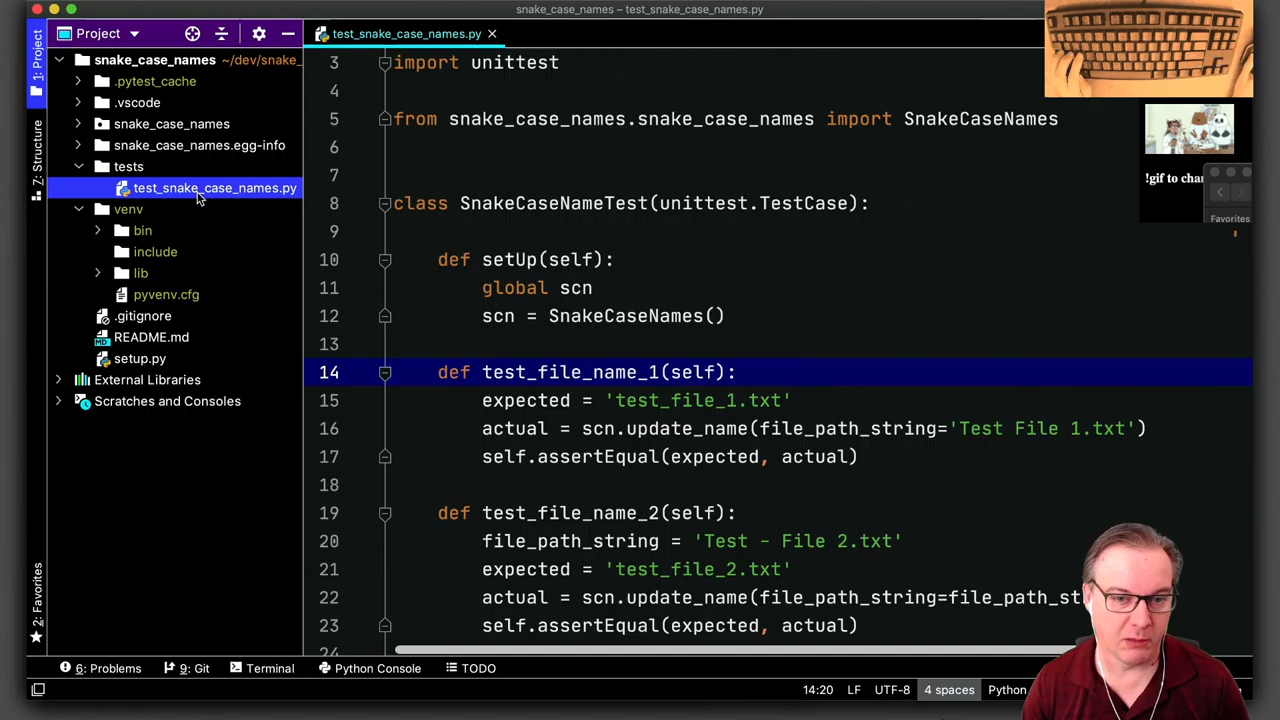 snake_case_names – test_snake_case_names.py
Project
test_snake_case_names.py
1: Project
Z: Structure
2: Favorites
snake_case_names ~/dev/snake_
.pytest_cache
.vscode
snake_case_names
snake_case_names.egg-info
tests
test_snake_case_names.py
venv
bin
include
lib
pyvenv.cfg
.gitignore
README.md
setup.py
External Libraries
Scratches and Consoles
3 import unittest
4
5 from snake_case_names.snake_case_names import SnakeCaseNames
6
7
8 class SnakeCaseNameTest(unittest.TestCase):
9
10 def setUp(self):
11 global scn
12 scn = SnakeCaseNames()
13
14 def test_file_name_1(self):
15 expected = 'test_file_1.txt'
16 actual = scn.update_name(file_path_string='Test File 1.txt')
17 self.assertEqual(expected, actual)
18
19 def test_file_name_2(self):
20 file_path_string = 'Test - File 2.txt'
21 expected = 'test_file_2.txt'
22 actual = scn.update_name(file_path_string=file_path_st
23 self.assertEqual(expected, actual)
24
!gif to chan
Favorites
6: Problems
9: Git
Terminal
Python Console
TODO
14:20 LF UTF-8 4 spaces Python